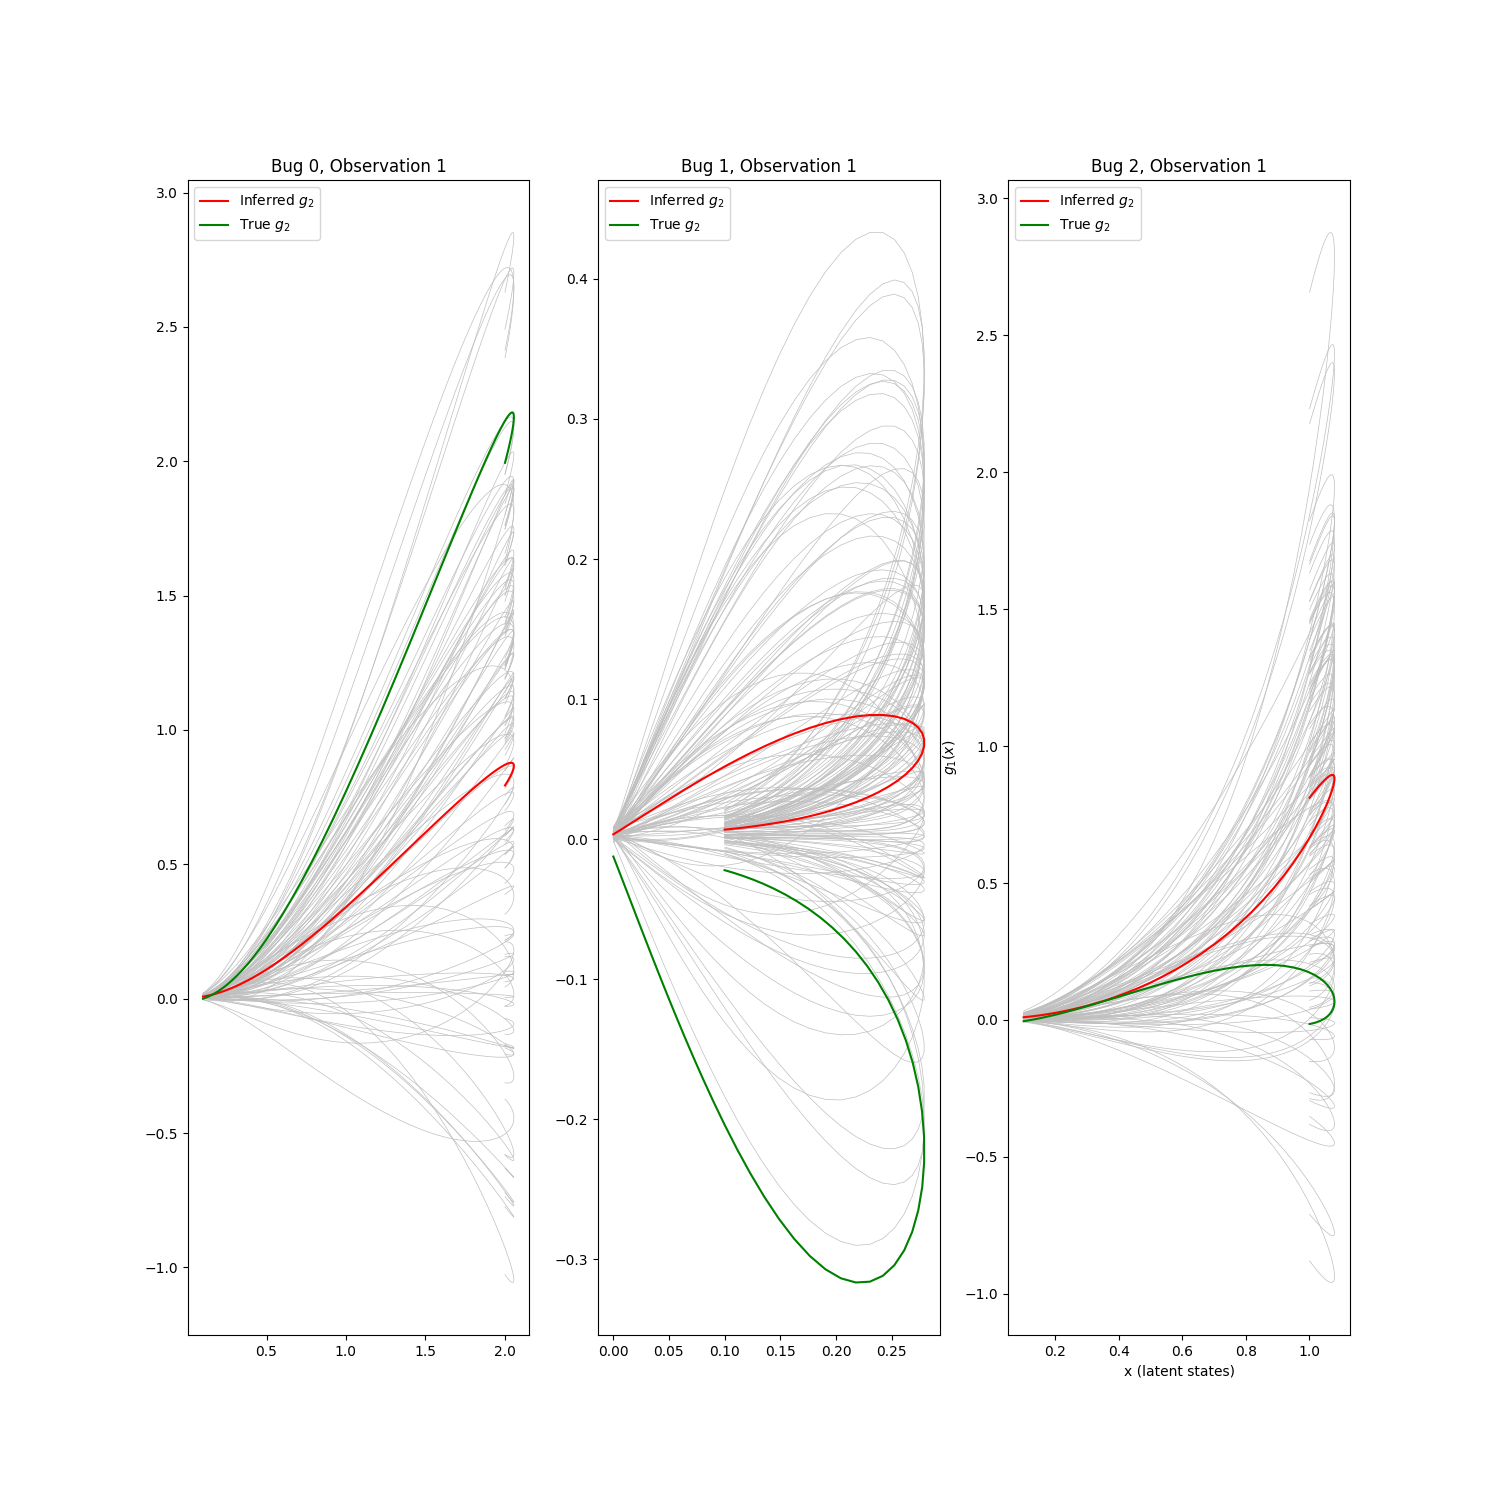 Bug 0, Observation 1
Inferred g₂
True g₂
3.0
2.5
2.0
1.5
1.0
0.5
0.0
−0.5
−1.0
0.5 1.0 1.5 2.0
Bug 1, Observation 1
Inferred g₂
True g₂
0.4
0.3
0.2
0.1
0.0
−0.1
−0.2
−0.3
0.00 0.05 0.10 0.15 0.20 0.25
Bug 2, Observation 1
Inferred g₂
True g₂
g₁(x)
3.0
2.5
2.0
1.5
1.0
0.5
0.0
−0.5
−1.0
0.2 0.4 0.6 0.8 1.0
x (latent states)